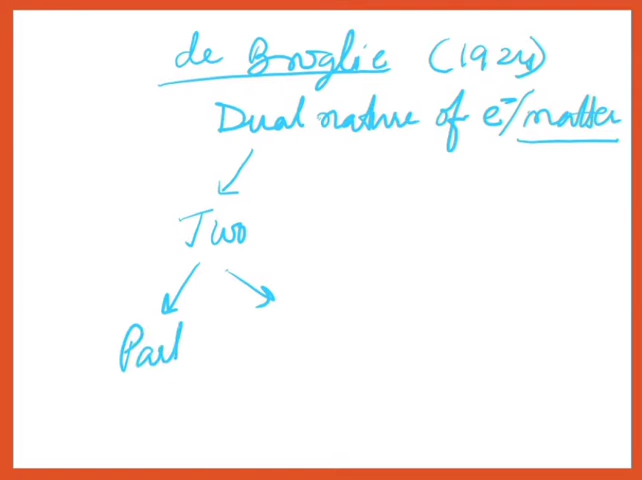 de Broglie (1924)
Dual nature of e⁻/matter
Two
Part